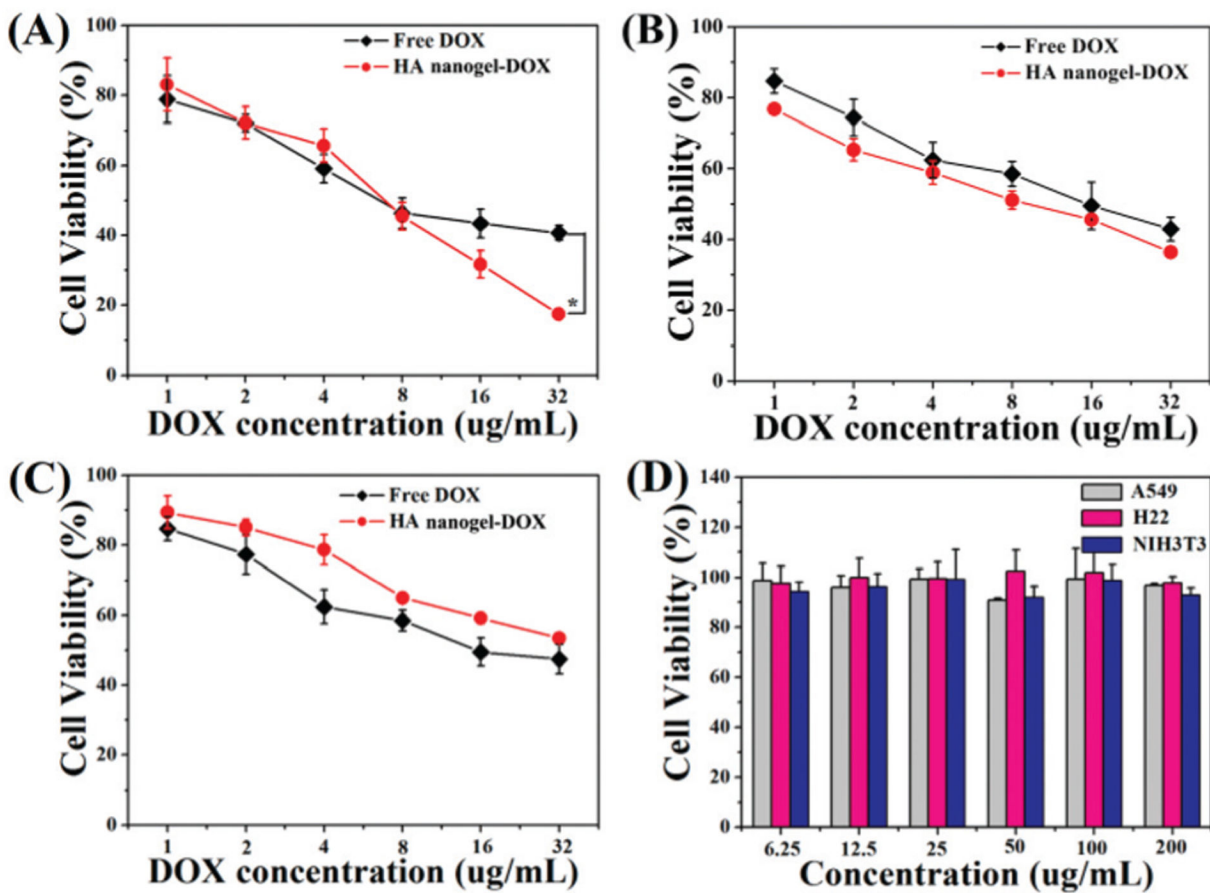 (A)
Free DOX
HA nanogel-DOX
Cell Viability (%)
100
80
60
40
20
0
*
1 2 4 8 16 32
DOX concentration (ug/mL)
(B)
Free DOX
HA nanogel-DOX
Cell Viability (%)
100
80
60
40
20
0
1 2 4 8 16 32
DOX concentration (ug/mL)
(C)
Free DOX
HA nanogel-DOX
Cell Viability (%)
100
80
60
40
20
0
1 2 4 8 16 32
DOX concentration (ug/mL)
(D)
A549
H22
NIH3T3
Cell Viability (%)
140
120
100
80
60
40
20
0
6.25 12.5 25 50 100 200
Concentration (ug/mL)